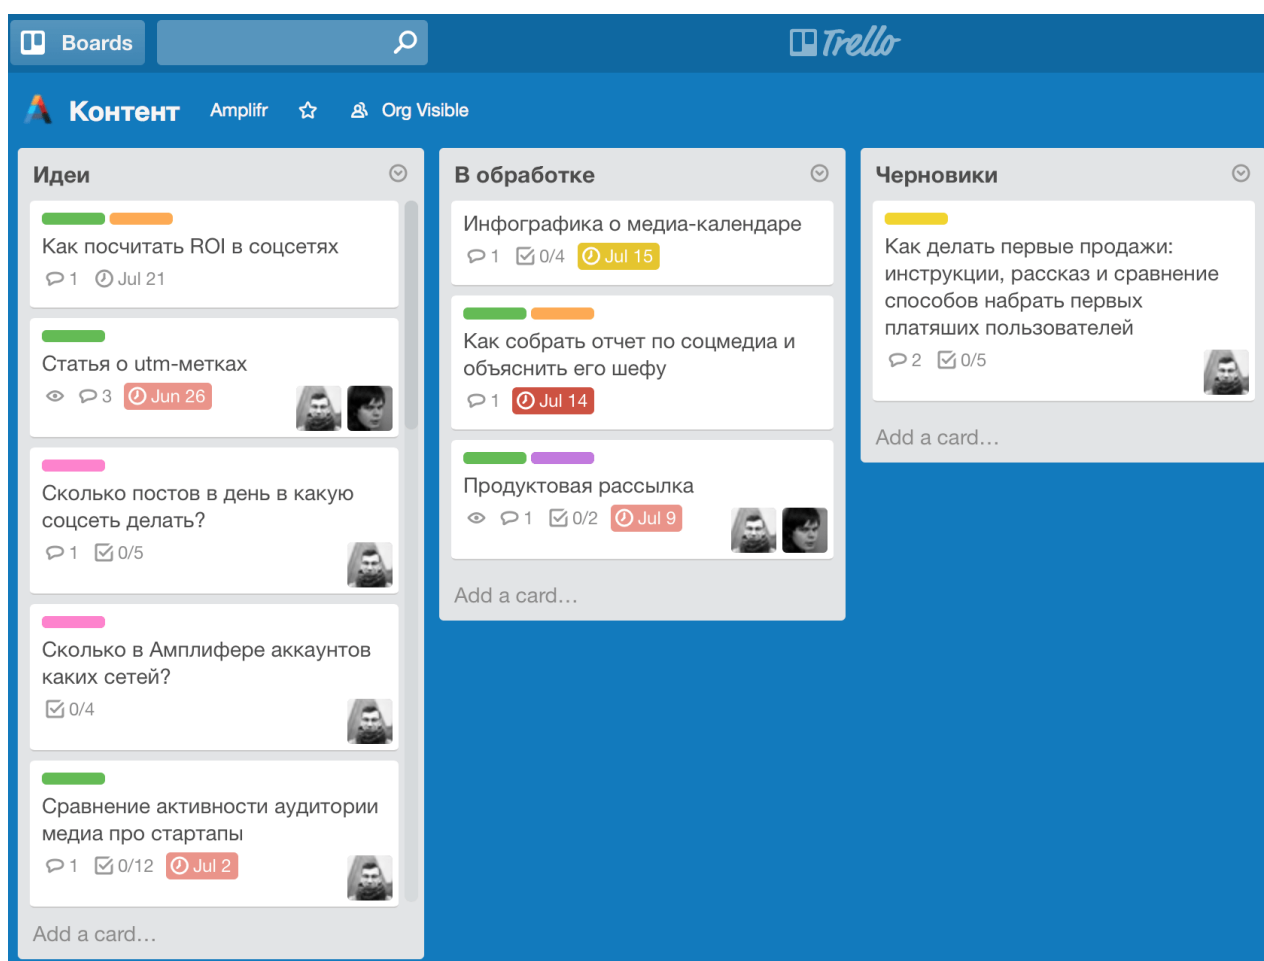 Boards
Trello
Контент Amplifr Org Visible
Идеи
Как посчитать ROI в соцсетях
1 Jul 21
Статья о utm-метках
3 Jun 26
Сколько постов в день в какую
соцсеть делать?
1 0/5
Сколько в Амплифере аккаунтов
каких сетей?
0/4
Сравнение активности аудитории
медиа про стартапы
1 0/12 Jul 2
Add a card…
В обработке
Инфографика о медиа-календаре
1 0/4 Jul 15
Как собрать отчет по соцмедиа и
объяснить его шефу
1 Jul 14
Продуктовая рассылка
1 0/2 Jul 9
Add a card…
Черновики
Как делать первые продажи:
инструкции, рассказ и сравнение
способов набрать первых
платящих пользователей
2 0/5
Add a card…